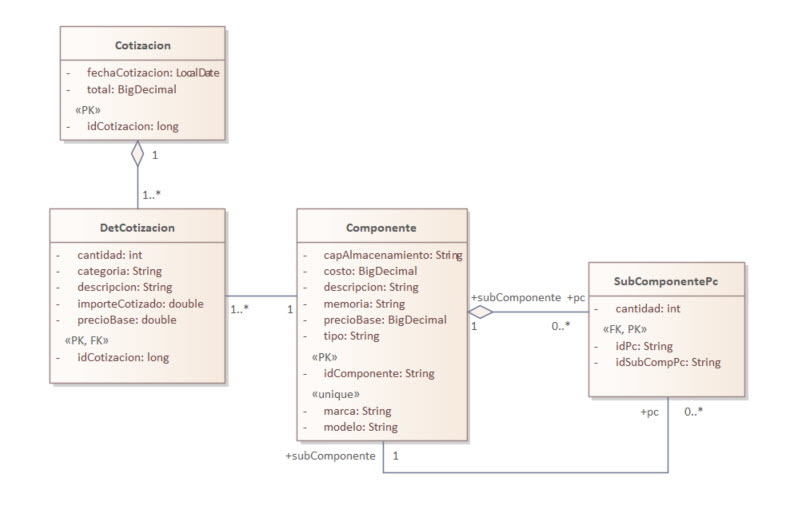 Cotizacion
- fechaCotizacion: LocalDate
- total: BigDecimal
«PK»
- idCotizacion: long
1
1..*
DetCotizacion
- cantidad: int
- categoria: String
- descripcion: String
- importeCotizado: double
- precioBase: double
«PK, FK»
- idCotizacion: long
1..*
1
Componente
- capAlmacenamiento: String
- costo: BigDecimal
- descripcion: String
- memoria: String
- precioBase: BigDecimal
- tipo: String
«PK»
- idComponente: String
«unique»
- marca: String
- modelo: String
+subComponente +pc
1
0..*
SubComponentePc
- cantidad: int
«FK, PK»
- idPc: String
- idSubCompPc: String
+pc 0..*
+subComponente 1